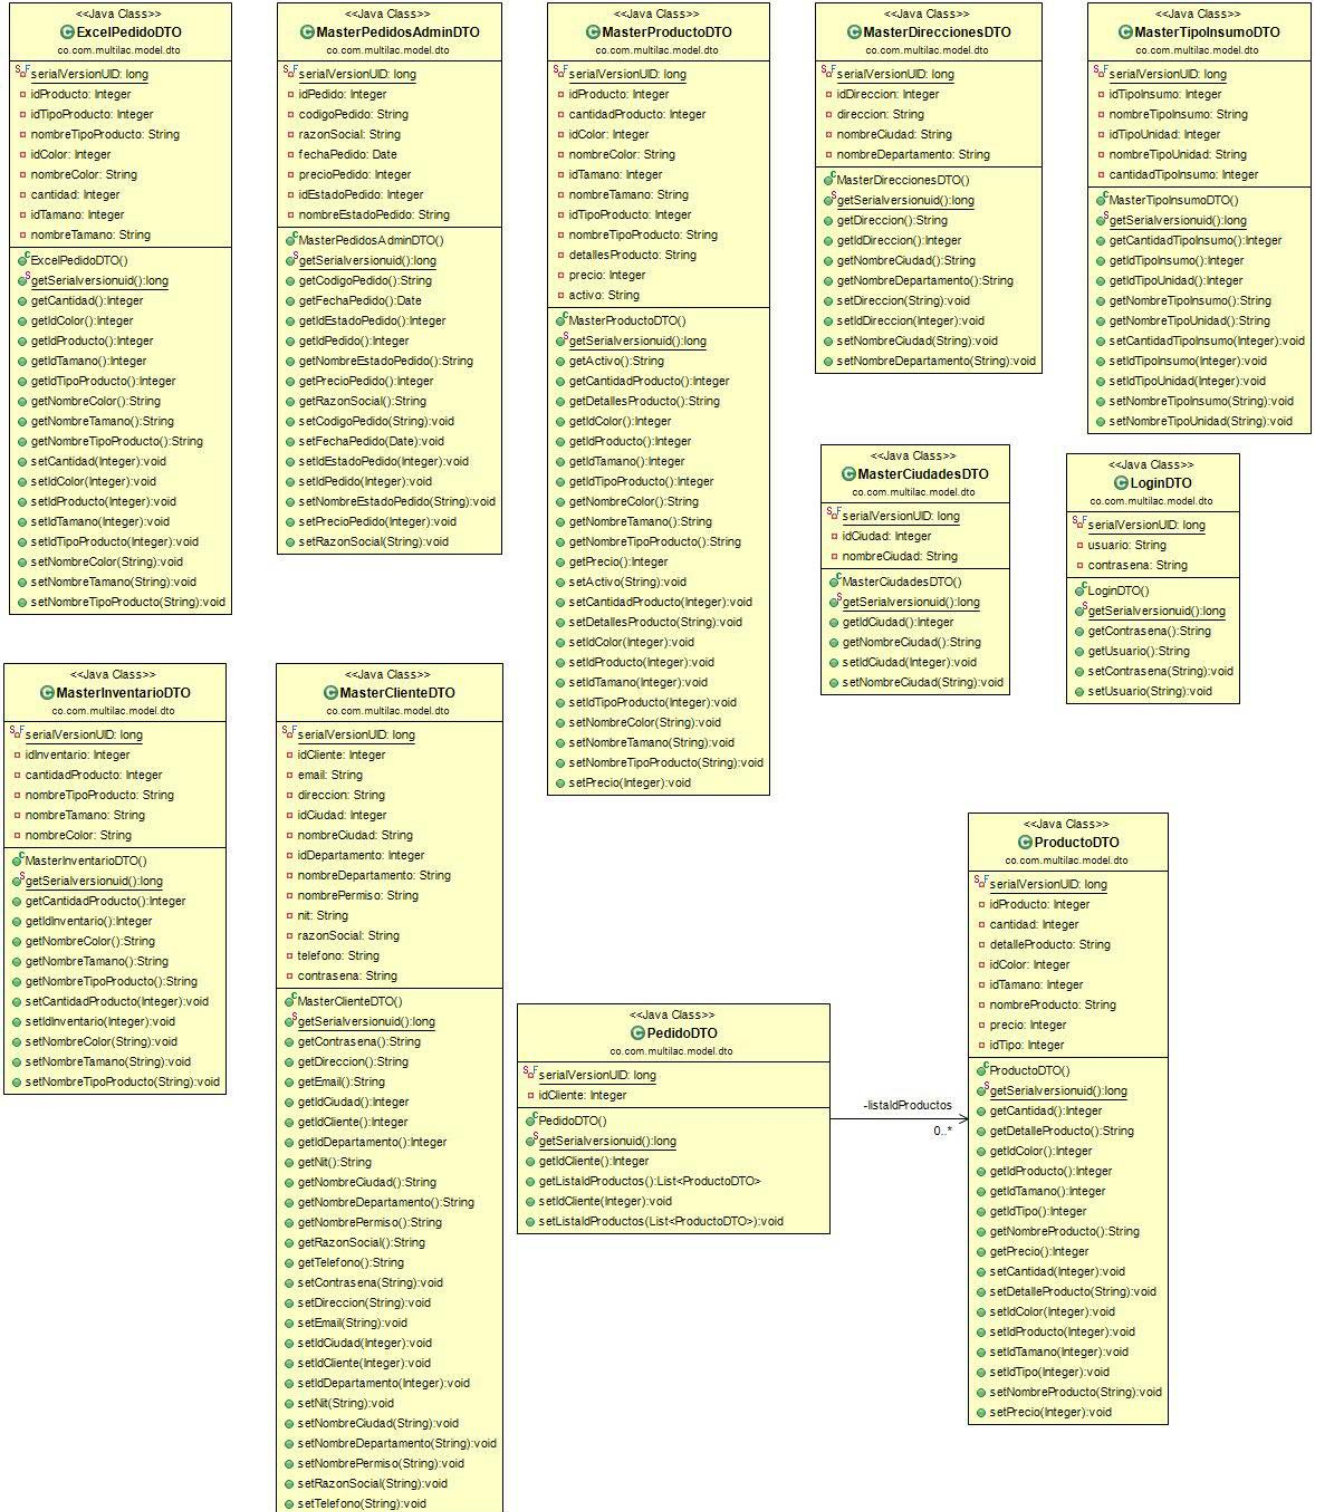 <<Java Class>>
ExcelPedidoDTO
co.com.multilac.model.dto
serialVersionUID: long
idProducto: Integer
idTipoProducto: Integer
nombreTipoProducto: String
idColor: Integer
nombreColor: String
cantidad: Integer
idTamano: Integer
nombreTamano: String
ExcelPedidoDTO()
getSerialversionuid():long
getCantidad():Integer
getIdColor():Integer
getIdProducto():Integer
getIdTamano():Integer
getIdTipoProducto():Integer
getNombreColor():String
getNombreTamano():String
getNombreTipoProducto():String
setCantidad(Integer):void
setIdColor(Integer):void
setIdProducto(Integer):void
setIdTamano(Integer):void
setIdTipoProducto(Integer):void
setNombreColor(String):void
setNombreTamano(String):void
setNombreTipoProducto(String):void
<<Java Class>>
MasterPedidosAdminDTO
co.com.multilac.model.dto
serialVersionUID: long
idPedido: Integer
codigoPedido: String
razonSocial: String
fechaPedido: Date
precioPedido: Integer
idEstadoPedido: Integer
nombreEstadoPedido: String
MasterPedidosAdminDTO()
getSerialversionuid():long
getCodigoPedido():String
getFechaPedido():Date
getIdEstadoPedido():Integer
getIdPedido():Integer
getNombreEstadoPedido():String
getPrecioPedido():Integer
getRazonSocial():String
setCodigoPedido(String):void
setFechaPedido(Date):void
setIdEstadoPedido(Integer):void
setIdPedido(Integer):void
setNombreEstadoPedido(String):void
setPrecioPedido(Integer):void
setRazonSocial(String):void
<<Java Class>>
MasterProductoDTO
co.com.multilac.model.dto
serialVersionUID: long
idProducto: Integer
cantidadProducto: Integer
idColor: Integer
nombreColor: String
idTamano: Integer
nombreTamano: String
idTipoProducto: Integer
nombreTipoProducto: String
detallesProducto: String
precio: Integer
activo: String
MasterProductoDTO()
getSerialversionuid():long
getActivo():String
getCantidadProducto():Integer
getDetallesProducto():String
getIdColor():Integer
getIdProducto():Integer
getIdTamano():Integer
getIdTipoProducto():Integer
getNombreColor():String
getNombreTamano():String
getNombreTipoProducto():String
getPrecio():Integer
setActivo(String):void
setCantidadProducto(Integer):void
setDetallesProducto(String):void
setIdColor(Integer):void
setIdProducto(Integer):void
setIdTamano(Integer):void
setIdTipoProducto(Integer):void
setNombreColor(String):void
setNombreTamano(String):void
setNombreTipoProducto(String):void
setPrecio(Integer):void
<<Java Class>>
MasterDireccionesDTO
co.com.multilac.model.dto
serialVersionUID: long
idDireccion: Integer
direccion: String
nombreCiudad: String
nombreDepartamento: String
MasterDireccionesDTO()
getSerialversionuid():long
getDireccion():String
getIdDireccion():Integer
getNombreCiudad():String
getNombreDepartamento():String
setDireccion(String):void
setIdDireccion(Integer):void
setNombreCiudad(String):void
setNombreDepartamento(String):void
<<Java Class>>
MasterTipoInsumoDTO
co.com.multilac.model.dto
serialVersionUID: long
idTipoInsumo: Integer
nombreTipoInsumo: String
idTipoUnidad: Integer
nombreTipoUnidad: String
cantidadTipoInsumo: Integer
MasterTipoInsumoDTO()
getSerialversionuid():long
getCantidadTipoInsumo():Integer
getIdTipoInsumo():Integer
getIdTipoUnidad():Integer
getNombreTipoInsumo():String
getNombreTipoUnidad():String
setCantidadTipoInsumo(Integer):void
setIdTipoInsumo(Integer):void
setIdTipoUnidad(Integer):void
setNombreTipoInsumo(String):void
setNombreTipoUnidad(String):void
<<Java Class>>
MasterCiudadesDTO
co.com.multilac.model.dto
serialVersionUID: long
idCiudad: Integer
nombreCiudad: String
MasterCiudadesDTO()
getSerialversionuid():long
getIdCiudad():Integer
getNombreCiudad():String
setIdCiudad(Integer):void
setNombreCiudad(String):void
<<Java Class>>
LoginDTO
co.com.multilac.model.dto
serialVersionUID: long
usuario: String
contrasena: String
LoginDTO()
getSerialversionuid():long
getContrasena():String
getUsuario():String
setContrasena(String):void
setUsuario(String):void
<<Java Class>>
MasterInventarioDTO
co.com.multilac.model.dto
serialVersionUID: long
idInventario: Integer
cantidadProducto: Integer
nombreTipoProducto: String
nombreTamano: String
nombreColor: String
MasterInventarioDTO()
getSerialversionuid():long
getCantidadProducto():Integer
getIdInventario():Integer
getNombreColor():String
getNombreTamano():String
getNombreTipoProducto():String
setCantidadProducto(Integer):void
setIdInventario(Integer):void
setNombreColor(String):void
setNombreTamano(String):void
setNombreTipoProducto(String):void
<<Java Class>>
MasterClienteDTO
co.com.multilac.model.dto
serialVersionUID: long
idCliente: Integer
email: String
direccion: String
idCiudad: Integer
nombreCiudad: String
idDepartamento: Integer
nombreDepartamento: String
nombrePermiso: String
nit: String
razonSocial: String
telefono: String
contrasena: String
MasterClienteDTO()
getSerialversionuid():long
getContrasena():String
getDireccion():String
getEmail():String
getIdCiudad():Integer
getIdCliente():Integer
getIdDepartamento():Integer
getNit():String
getNombreCiudad():String
getNombreDepartamento():String
getNombrePermiso():String
getRazonSocial():String
getTelefono():String
setContrasena(String):void
setDireccion(String):void
setEmail(String):void
setIdCiudad(Integer):void
setIdCliente(Integer):void
setIdDepartamento(Integer):void
setNit(String):void
setNombreCiudad(String):void
setNombreDepartamento(String):void
setNombrePermiso(String):void
setRazonSocial(String):void
setTelefono(String):void
<<Java Class>>
PedidoDTO
co.com.multilac.model.dto
serialVersionUID: long
idCliente: Integer
PedidoDTO()
getSerialversionuid():long
getIdCliente():Integer
getListaIdProductos():List<ProductoDTO>
setIdCliente(Integer):void
setListaIdProductos(List<ProductoDTO>):void
-listaIdProductos
0..*
<<Java Class>>
ProductoDTO
co.com.multilac.model.dto
serialVersionUID: long
idProducto: Integer
cantidad: Integer
detalleProducto: String
idColor: Integer
idTamano: Integer
nombreProducto: String
precio: Integer
idTipo: Integer
ProductoDTO()
getSerialversionuid():long
getCantidad():Integer
getDetalleProducto():String
getIdColor():Integer
getIdProducto():Integer
getIdTamano():Integer
getIdTipo():Integer
getNombreProducto():String
getPrecio():Integer
setCantidad(Integer):void
setDetalleProducto(String):void
setIdColor(Integer):void
setIdProducto(Integer):void
setIdTamano(Integer):void
setIdTipo(Integer):void
setNombreProducto(String):void
setPrecio(Integer):void